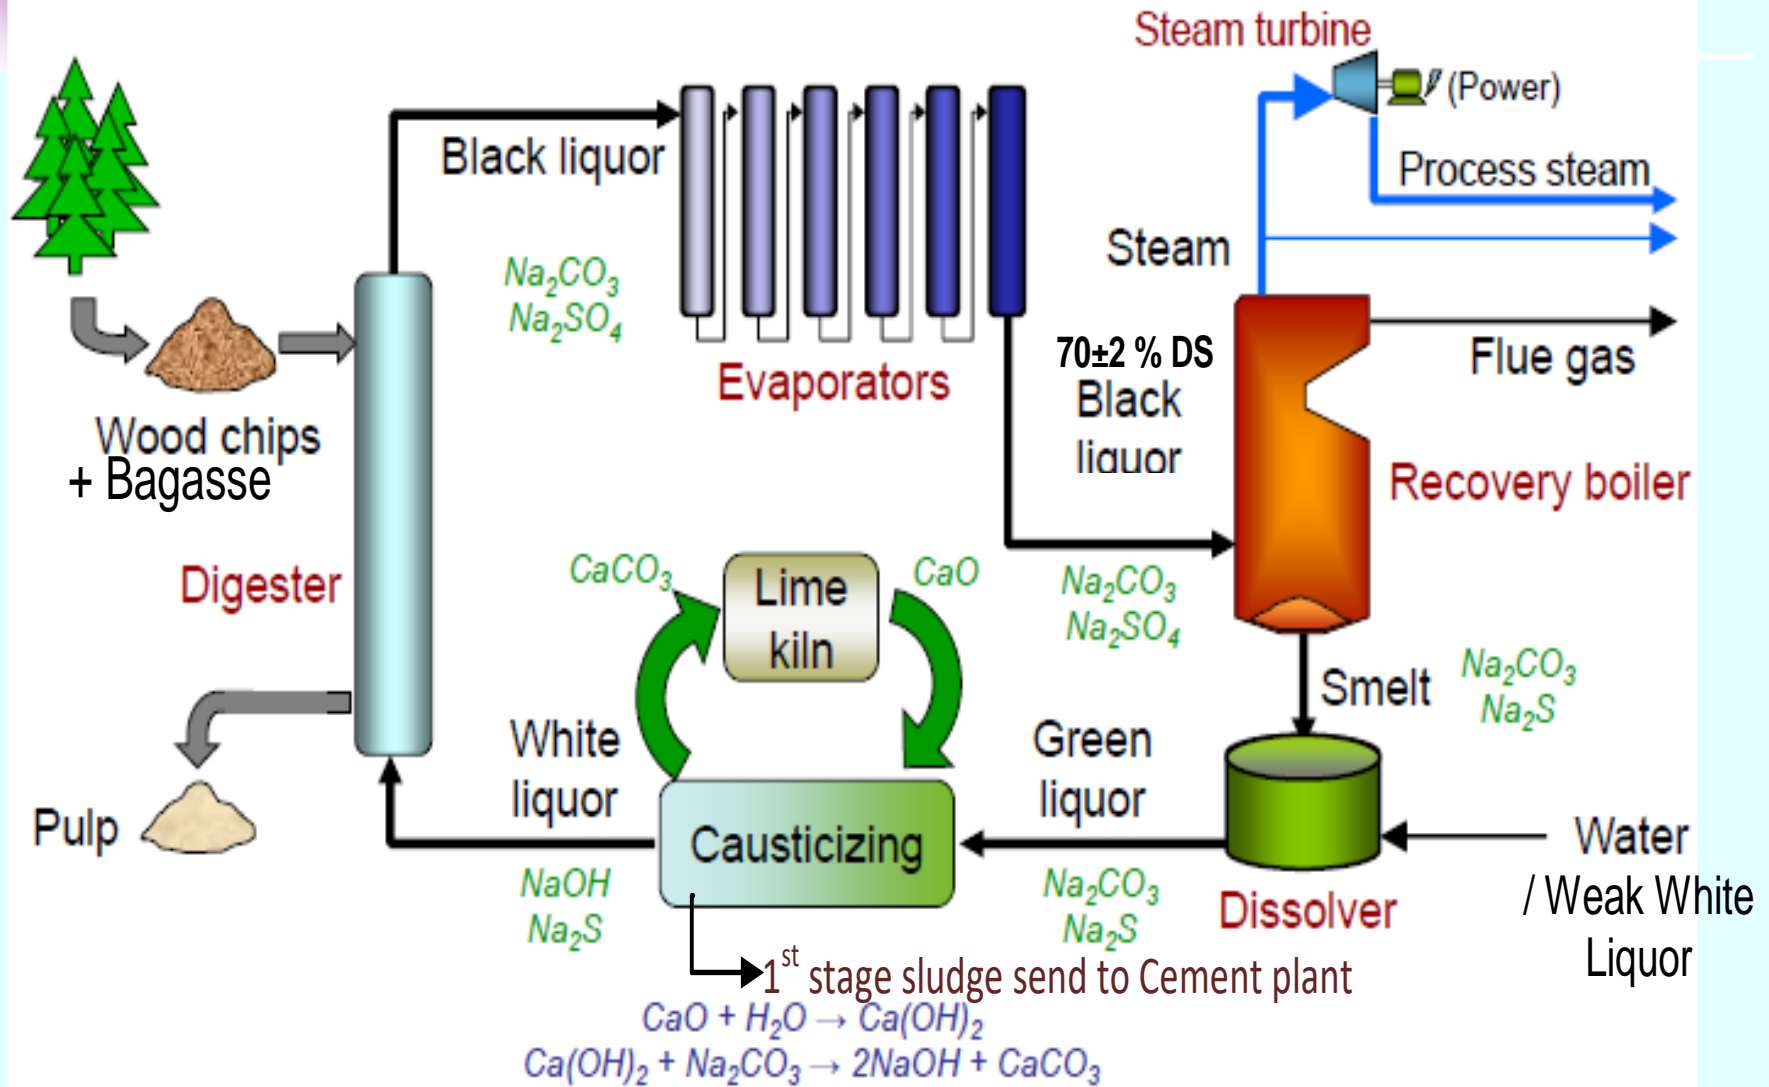 Steam turbine
(Power)
Process steam
Black liquor
Steam
Na₂CO₃
Na₂SO₄
70±2 % DS
Black
liquor
Flue gas
Evaporators
Wood chips
+ Bagasse
Recovery boiler
Digester
CaCO₃
Lime
kiln
CaO
Na₂CO₃
Na₂SO₄
Smelt
Na₂CO₃
Na₂S
White
liquor
Green
liquor
Pulp
Causticizing
Water
/ Weak White
Liquor
NaOH
Na₂S
Na₂CO₃
Na₂S
Dissolver
1st stage sludge send to Cement plant
CaO + H₂O → Ca(OH)₂
Ca(OH)₂ + Na₂CO₃ → 2NaOH + CaCO₃